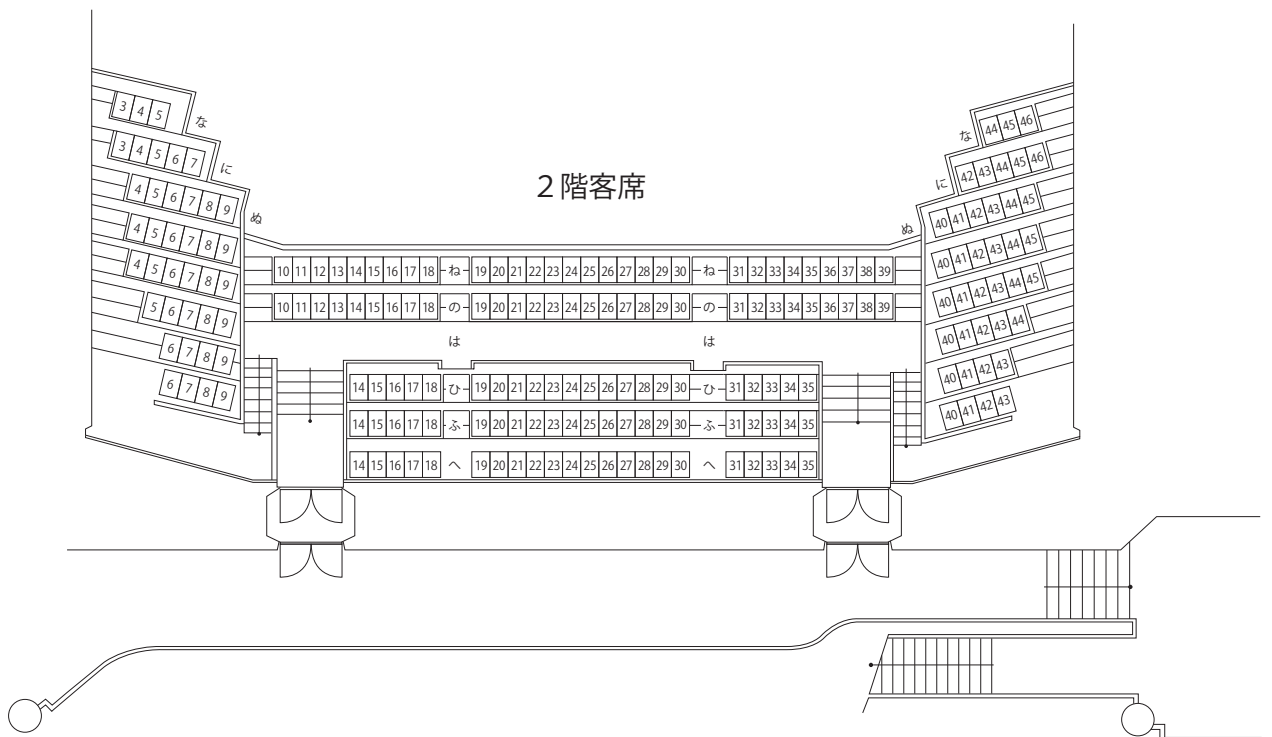 2階客席
3 4 5 な
3 4 5 6 7 に
4 5 6 7 8 9 ぬ
4 5 6 7 8 9
4 5 6 7 8 9
5 6 7 8 9
6 7 8 9
6 7 8 9
10 11 12 13 14 15 16 17 18 ね 19 20 21 22 23 24 25 26 27 28 29 30 ね 31 32 33 34 35 36 37 38 39
10 11 12 13 14 15 16 17 18 の 19 20 21 22 23 24 25 26 27 28 29 30 の 31 32 33 34 35 36 37 38 39
は は
14 15 16 17 18 ひ 19 20 21 22 23 24 25 26 27 28 29 30 ひ 31 32 33 34 35
14 15 16 17 18 ふ 19 20 21 22 23 24 25 26 27 28 29 30 ふ 31 32 33 34 35
14 15 16 17 18 へ 19 20 21 22 23 24 25 26 27 28 29 30 へ 31 32 33 34 35
な 44 45 46
に 42 43 44 45 46
ぬ 40 41 42 43 44 45
40 41 42 43 44 45
40 41 42 43 44 45
40 41 42 43 44
40 41 42 43
40 41 42 43